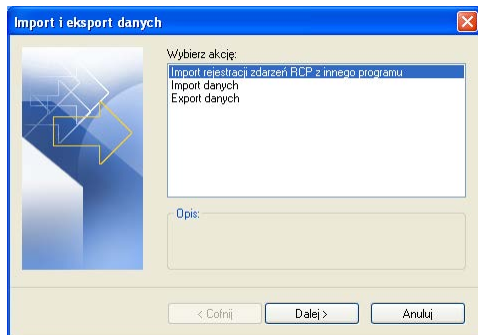 Import i eksport danych
Wybierz akcję:
Import rejestracji zdarzeń RCP z innego programu
Import danych
Export danych
Opis:
< Cofnij
Dalej >
Anuluj